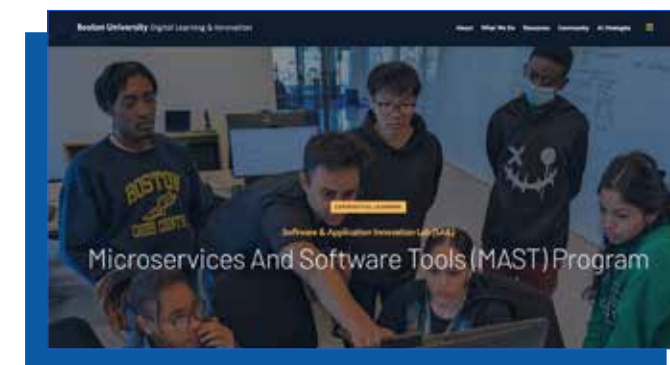 Boston University Digital Learning & Innovation
About What We Do Resources Community AI Strategies
EXPERIENTIAL LEARNING
Software & Application Innovation Lab (SAIL)
Microservices And Software Tools (MAST) Program
BOSTON